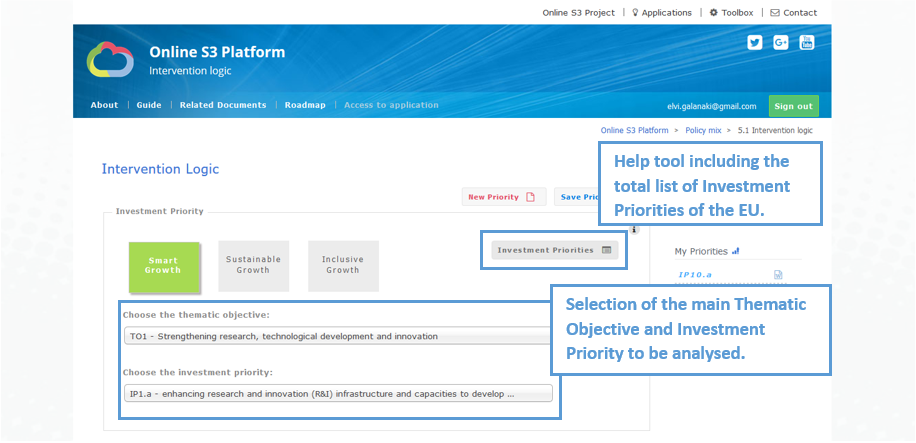 Online S3 Project | Applications | Toolbox | Contact
Online S3 Platform
Intervention logic
About | Guide | Related Documents | Roadmap | Access to application
elvi.galanaki@gmail.com Sign out
Online S3 Platform > Policy mix > 5.1 Intervention logic
Intervention Logic
Help tool including the
total list of Investment
Priorities of the EU.
New Priority
Save
Investment Priority
Investment Priorities
Smart
Growth
Sustainable
Growth
Inclusive
Growth
My Priorities
IP10.a
Selection of the main Thematic
Objective and Investment
Priority to be analysed.
Choose the thematic objective:
TO1 - Strengthening research, technological development and innovation
Choose the investment priority:
IP1.a - enhancing research and innovation (R&I) infrastructure and capacities to develop ...